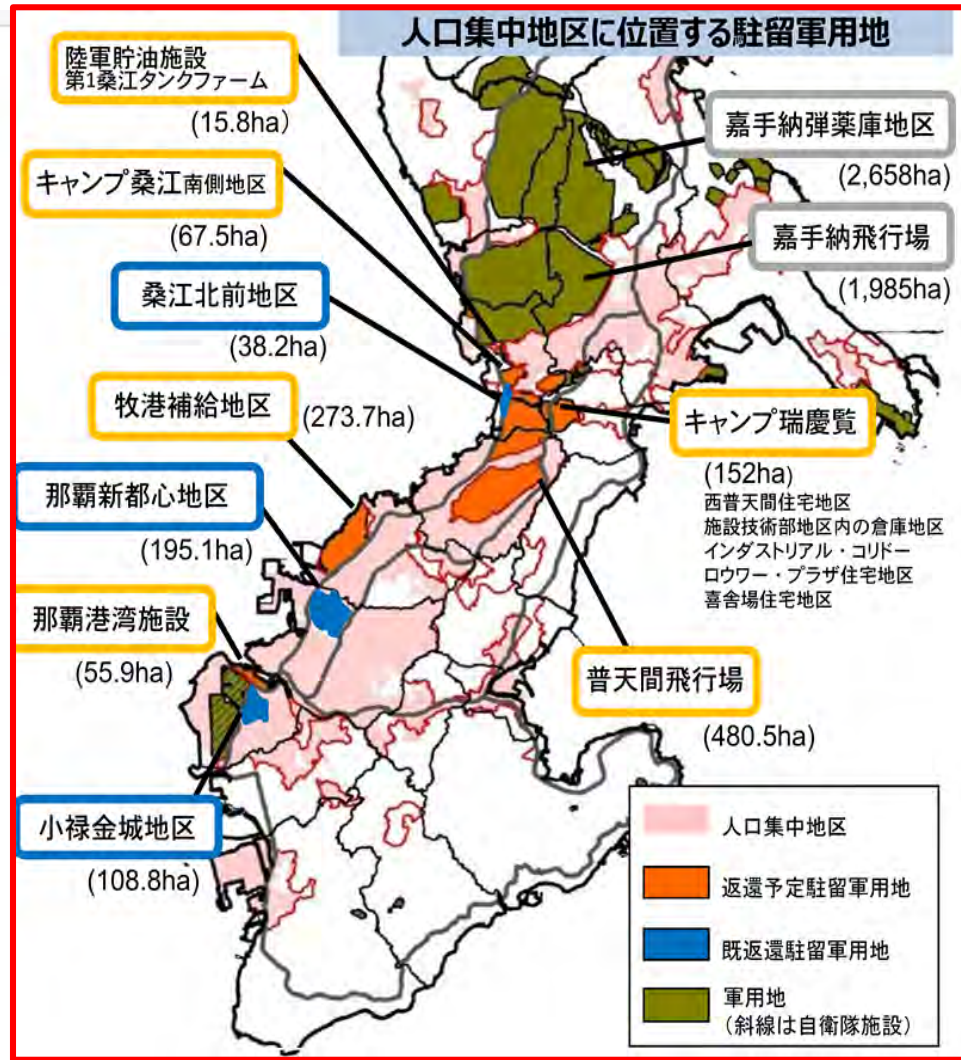 人口集中地区に位置する駐留軍用地
陸軍貯油施設
第1桑江タンクファーム
(15.8ha)
キャンプ桑江南側地区
(67.5ha)
桑江北前地区
(38.2ha)
牧港補給地区
(273.7ha)
那覇新都心地区
(195.1ha)
那覇港湾施設
(55.9ha)
小禄金城地区
(108.8ha)
嘉手納弾薬庫地区
(2,658ha)
嘉手納飛行場
(1,985ha)
キャンプ瑞慶覧
(152ha)
西普天間住宅地区
施設技術部地区内の倉庫地区
インダストリアル・コリドー
ロウワー・プラザ住宅地区
喜舎場住宅地区
普天間飛行場
(480.5ha)
人口集中地区
返還予定駐留軍用地
既返還駐留軍用地
軍用地
(斜線は自衛隊施設)